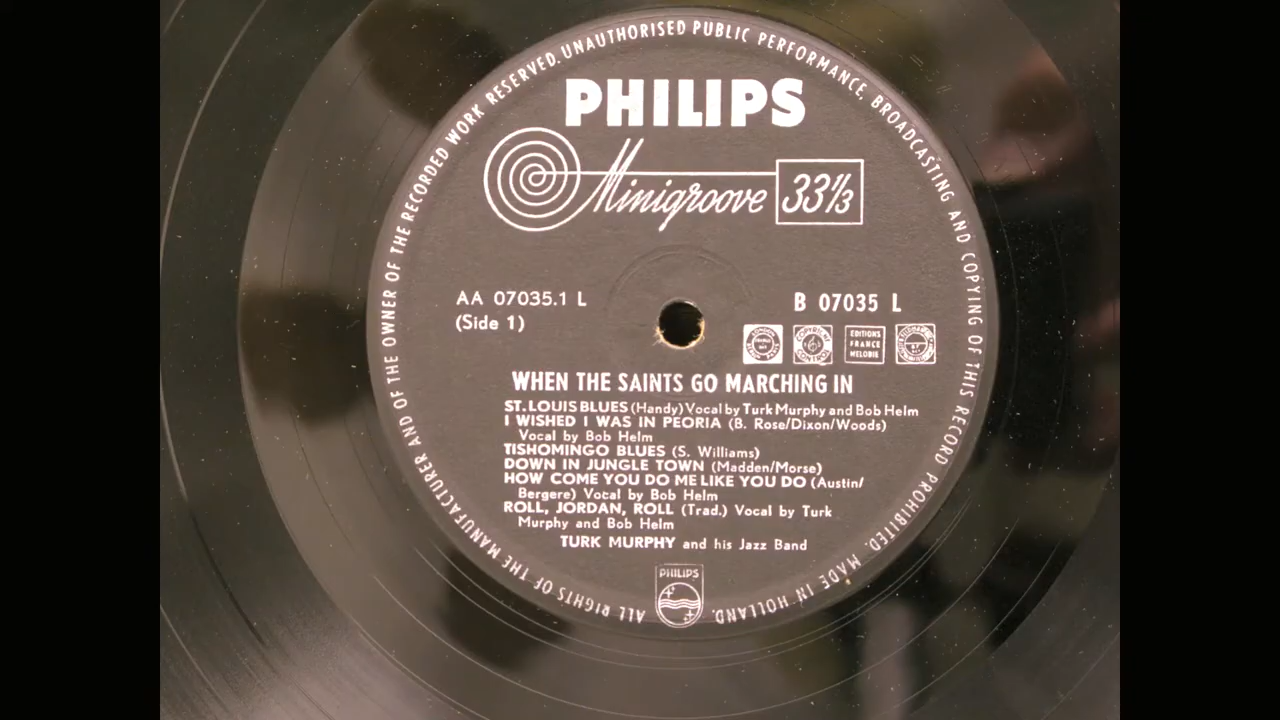 ALL RIGHTS OF THE MANUFACTURER AND OF THE OWNER OF THE RECORDED WORK RESERVED. UNAUTHORISED PUBLIC PERFORMANCE, BROADCASTING AND COPYING OF THIS RECORD PROHIBITED. MADE IN HOLLAND.
PHILIPS
Minigroove 33⅓
AA 07035.1 L
(Side 1)
B 07035 L
EDITIONS
FRANCE
MELODIE
WHEN THE SAINTS GO MARCHING IN
ST. LOUIS BLUES (Handy) Vocal by Turk Murphy and Bob Helm
I WISHED I WAS IN PEORIA (B. Rose/Dixon/Woods)
Vocal by Bob Helm
TISHOMINGO BLUES (S. Williams)
DOWN IN JUNGLE TOWN (Madden/Morse)
HOW COME YOU DO ME LIKE YOU DO (Austin/
Bergere) Vocal by Bob Helm
ROLL, JORDAN, ROLL (Trad.) Vocal by Turk
Murphy and Bob Helm
TURK MURPHY and his Jazz Band
PHILIPS